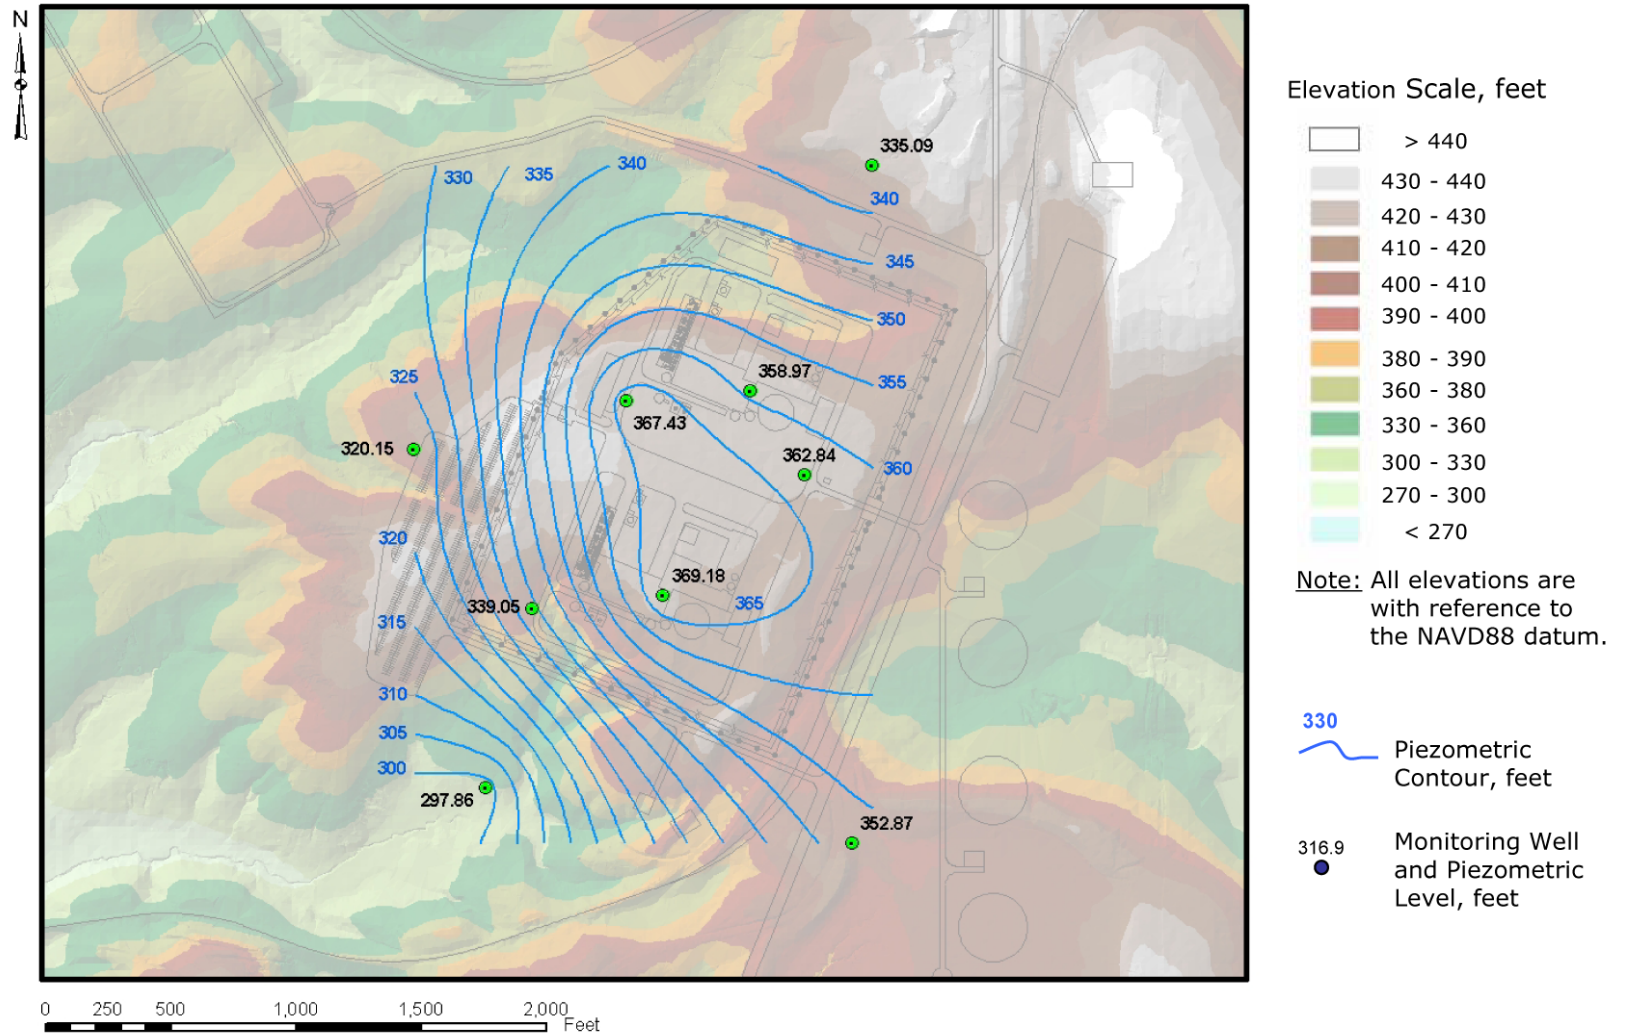 N
335.09
340
330
335
340
345
350
355
358.97
325
367.43
320.15
362.84
360
320
369.18
365
339.05
315
310
305
300
297.86
352.87
0 250 500 1,000 1,500 2,000
Feet
Elevation Scale, feet
> 440
430 - 440
420 - 430
410 - 420
400 - 410
390 - 400
380 - 390
360 - 380
330 - 360
300 - 330
270 - 300
< 270
Note: All elevations are
with reference to
the NAVD88 datum.
330
Piezometric
Contour, feet
316.9
Monitoring Well
and Piezometric
Level, feet